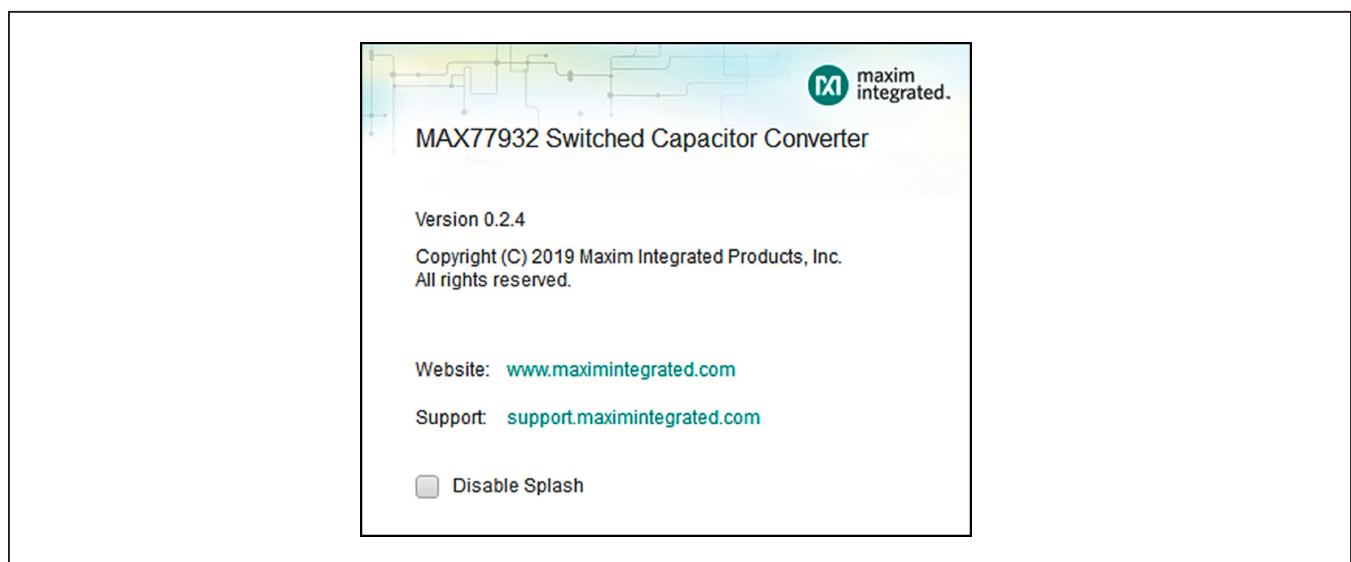 maxim
integrated™
MAX77932 Switched Capacitor Converter
Version 0.2.4
Copyright (C) 2019 Maxim Integrated Products, Inc.
All rights reserved.
Website: www.maximintegrated.com
Support: support.maximintegrated.com
Disable Splash